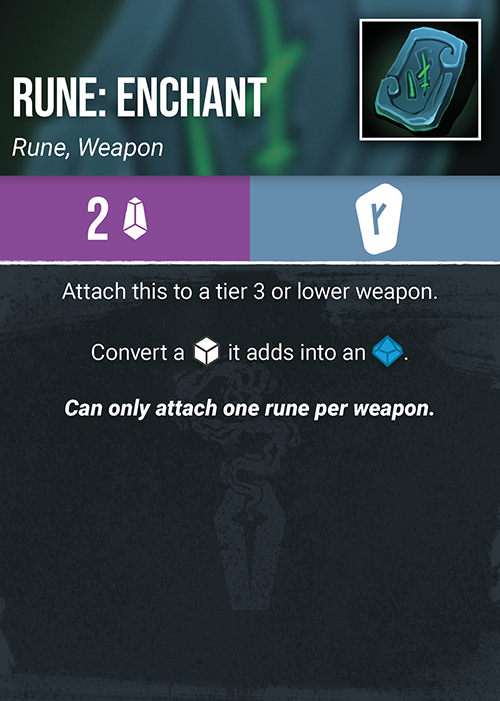 RUNE: ENCHANT
Rune, Weapon
2
Attach this to a tier 3 or lower weapon.
Convert a it adds into an .
Can only attach one rune per weapon.